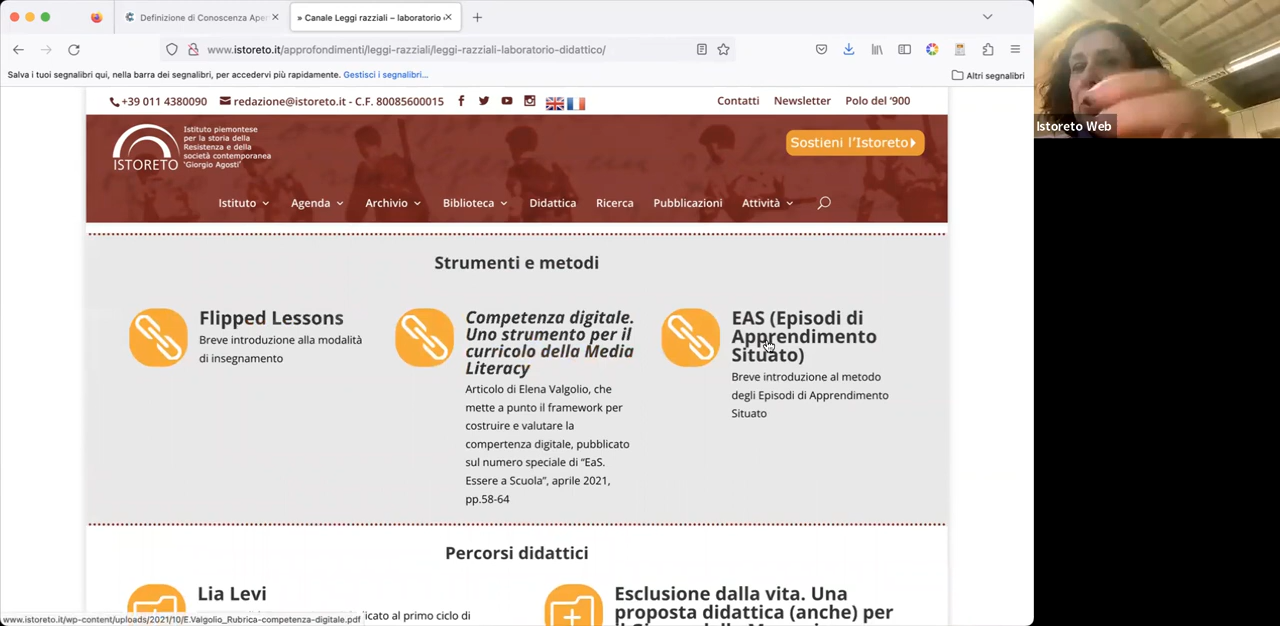 Definizione di Conoscenza Aper
» Canale Leggi razziali – laboratorio
www.istoreto.it/approfondimenti/leggi-razziali/leggi-razziali-laboratorio-didattico/
Salva i tuoi segnalibri qui, nella barra dei segnalibri, per accedervi più rapidamente. Gestisci i segnalibri...
Altri segnalibri
+39 011 4380090
redazione@istoreto.it - C.F. 80085600015
Contatti
Newsletter
Polo del '900
ISTORETO
Istituto piemontese
per la storia della
Resistenza e della
società contemporanea
'Giorgio Agosti'
Sostieni l'Istoreto
Istituto
Agenda
Archivio
Biblioteca
Didattica
Ricerca
Pubblicazioni
Attività
Strumenti e metodi
Flipped Lessons
Breve introduzione alla modalità
di insegnamento
Competenza digitale.
Uno strumento per il
curricolo della Media
Literacy
Articolo di Elena Valgolio, che
mette a punto il framework per
costruire e valutare la
compertenza digitale, pubblicato
sul numero speciale di "EaS.
Essere a Scuola", aprile 2021,
pp.58-64
EAS (Episodi di
Apprendimento
Situato)
Breve introduzione al metodo
degli Episodi di Apprendimento
Situato
Percorsi didattici
Lia Levi
icato al primo ciclo di
Esclusione dalla vita. Una
proposta didattica (anche) per
www.istoreto.it/wp-content/uploads/2021/10/E.Valgolio_Rubrica-competenza-digitale.pdf
Istoreto Web